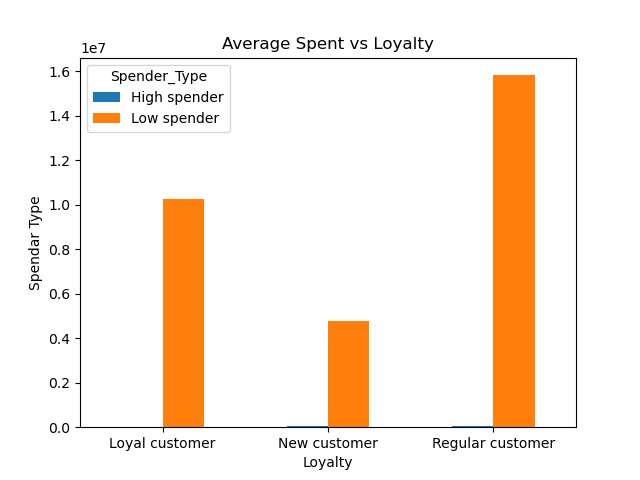 Average Spent vs Loyalty
1e7
Spender_Type
High spender
Low spender
1.6
1.4
1.2
1.0
0.8
0.6
0.4
0.2
0.0
Spendar Type
Loyal customer
New customer
Regular customer
Loyalty